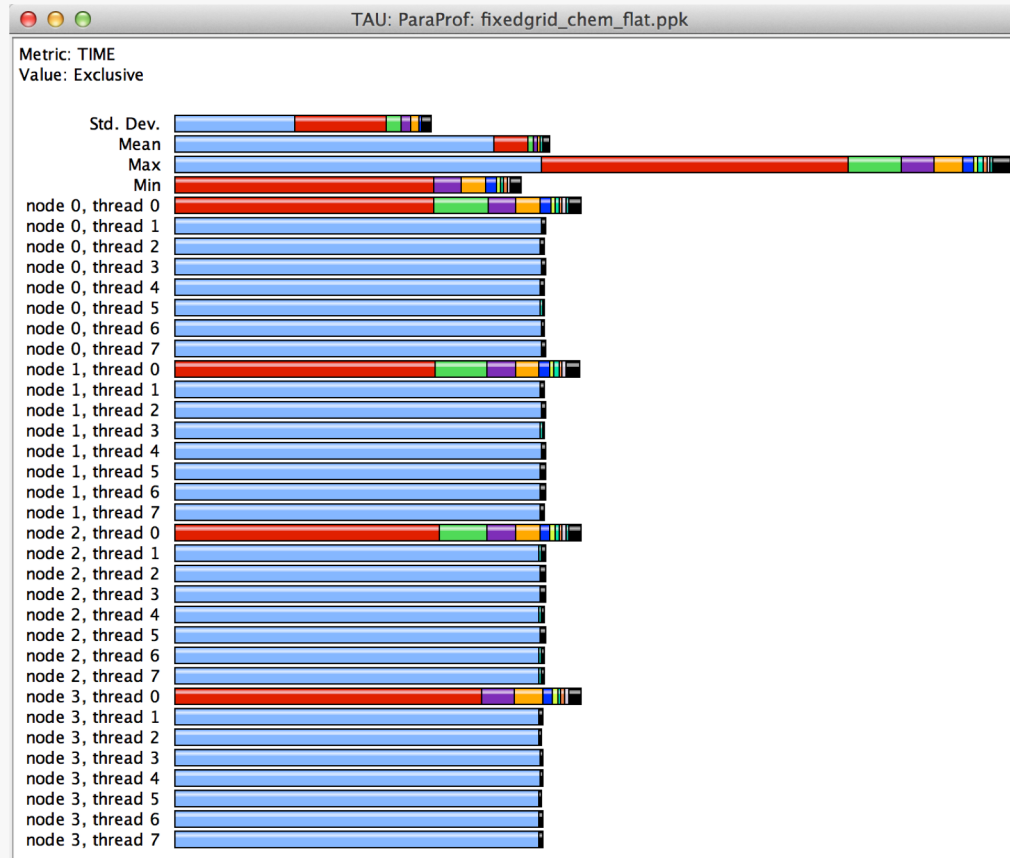 TAU: ParaProf: fixedgrid_chem_flat.ppk
Metric: TIME
Value: Exclusive
Std. Dev.
Mean
Max
Min
node 0, thread 0
node 0, thread 1
node 0, thread 2
node 0, thread 3
node 0, thread 4
node 0, thread 5
node 0, thread 6
node 0, thread 7
node 1, thread 0
node 1, thread 1
node 1, thread 2
node 1, thread 3
node 1, thread 4
node 1, thread 5
node 1, thread 6
node 1, thread 7
node 2, thread 0
node 2, thread 1
node 2, thread 2
node 2, thread 3
node 2, thread 4
node 2, thread 5
node 2, thread 6
node 2, thread 7
node 3, thread 0
node 3, thread 1
node 3, thread 2
node 3, thread 3
node 3, thread 4
node 3, thread 5
node 3, thread 6
node 3, thread 7